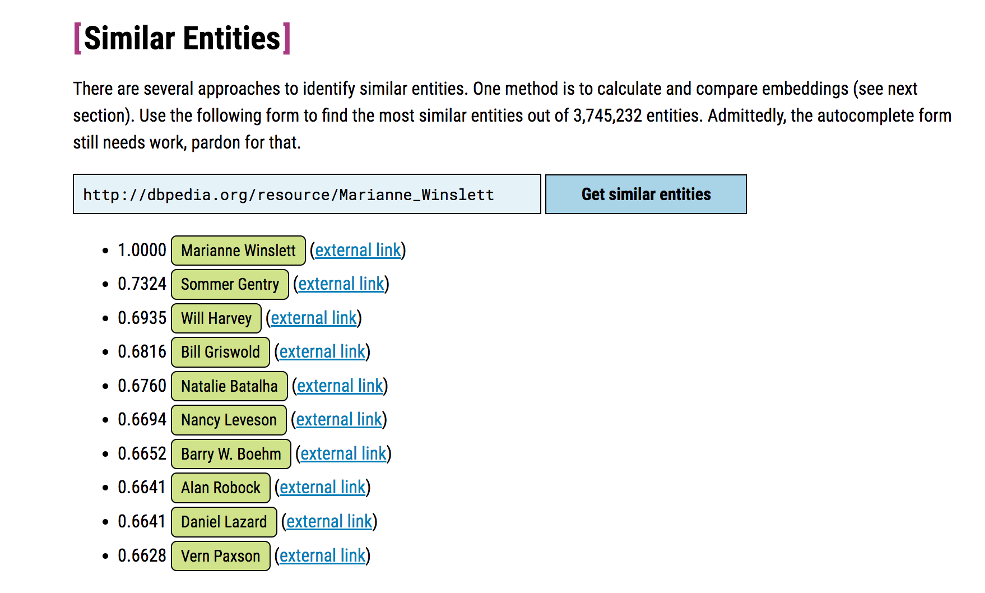 [Similar Entities]
There are several approaches to identify similar entities. One method is to calculate and compare embeddings (see next
section). Use the following form to find the most similar entities out of 3,745,232 entities. Admittedly, the autocomplete form
still needs work, pardon for that.
http://dbpedia.org/resource/Marianne_Winslett Get similar entities
• 1.0000 Marianne Winslett (external link)
• 0.7324 Sommer Gentry (external link)
• 0.6935 Will Harvey (external link)
• 0.6816 Bill Griswold (external link)
• 0.6760 Natalie Batalha (external link)
• 0.6694 Nancy Leveson (external link)
• 0.6652 Barry W. Boehm (external link)
• 0.6641 Alan Robock (external link)
• 0.6641 Daniel Lazard (external link)
• 0.6628 Vern Paxson (external link)